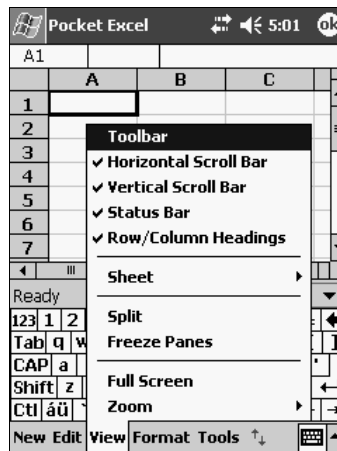 Pocket Excel 5:01 ok
A1
A B C
1
2
Toolbar
3
Horizontal Scroll Bar
4
Vertical Scroll Bar
5
Status Bar
6
Row/Column Headings
7
Sheet
Ready
Split
123 1 2
Freeze Panes
Tab q w ]
CAP a '
Full Screen
Shift z
Zoom
Ctl áü `
New Edit View Format Tools